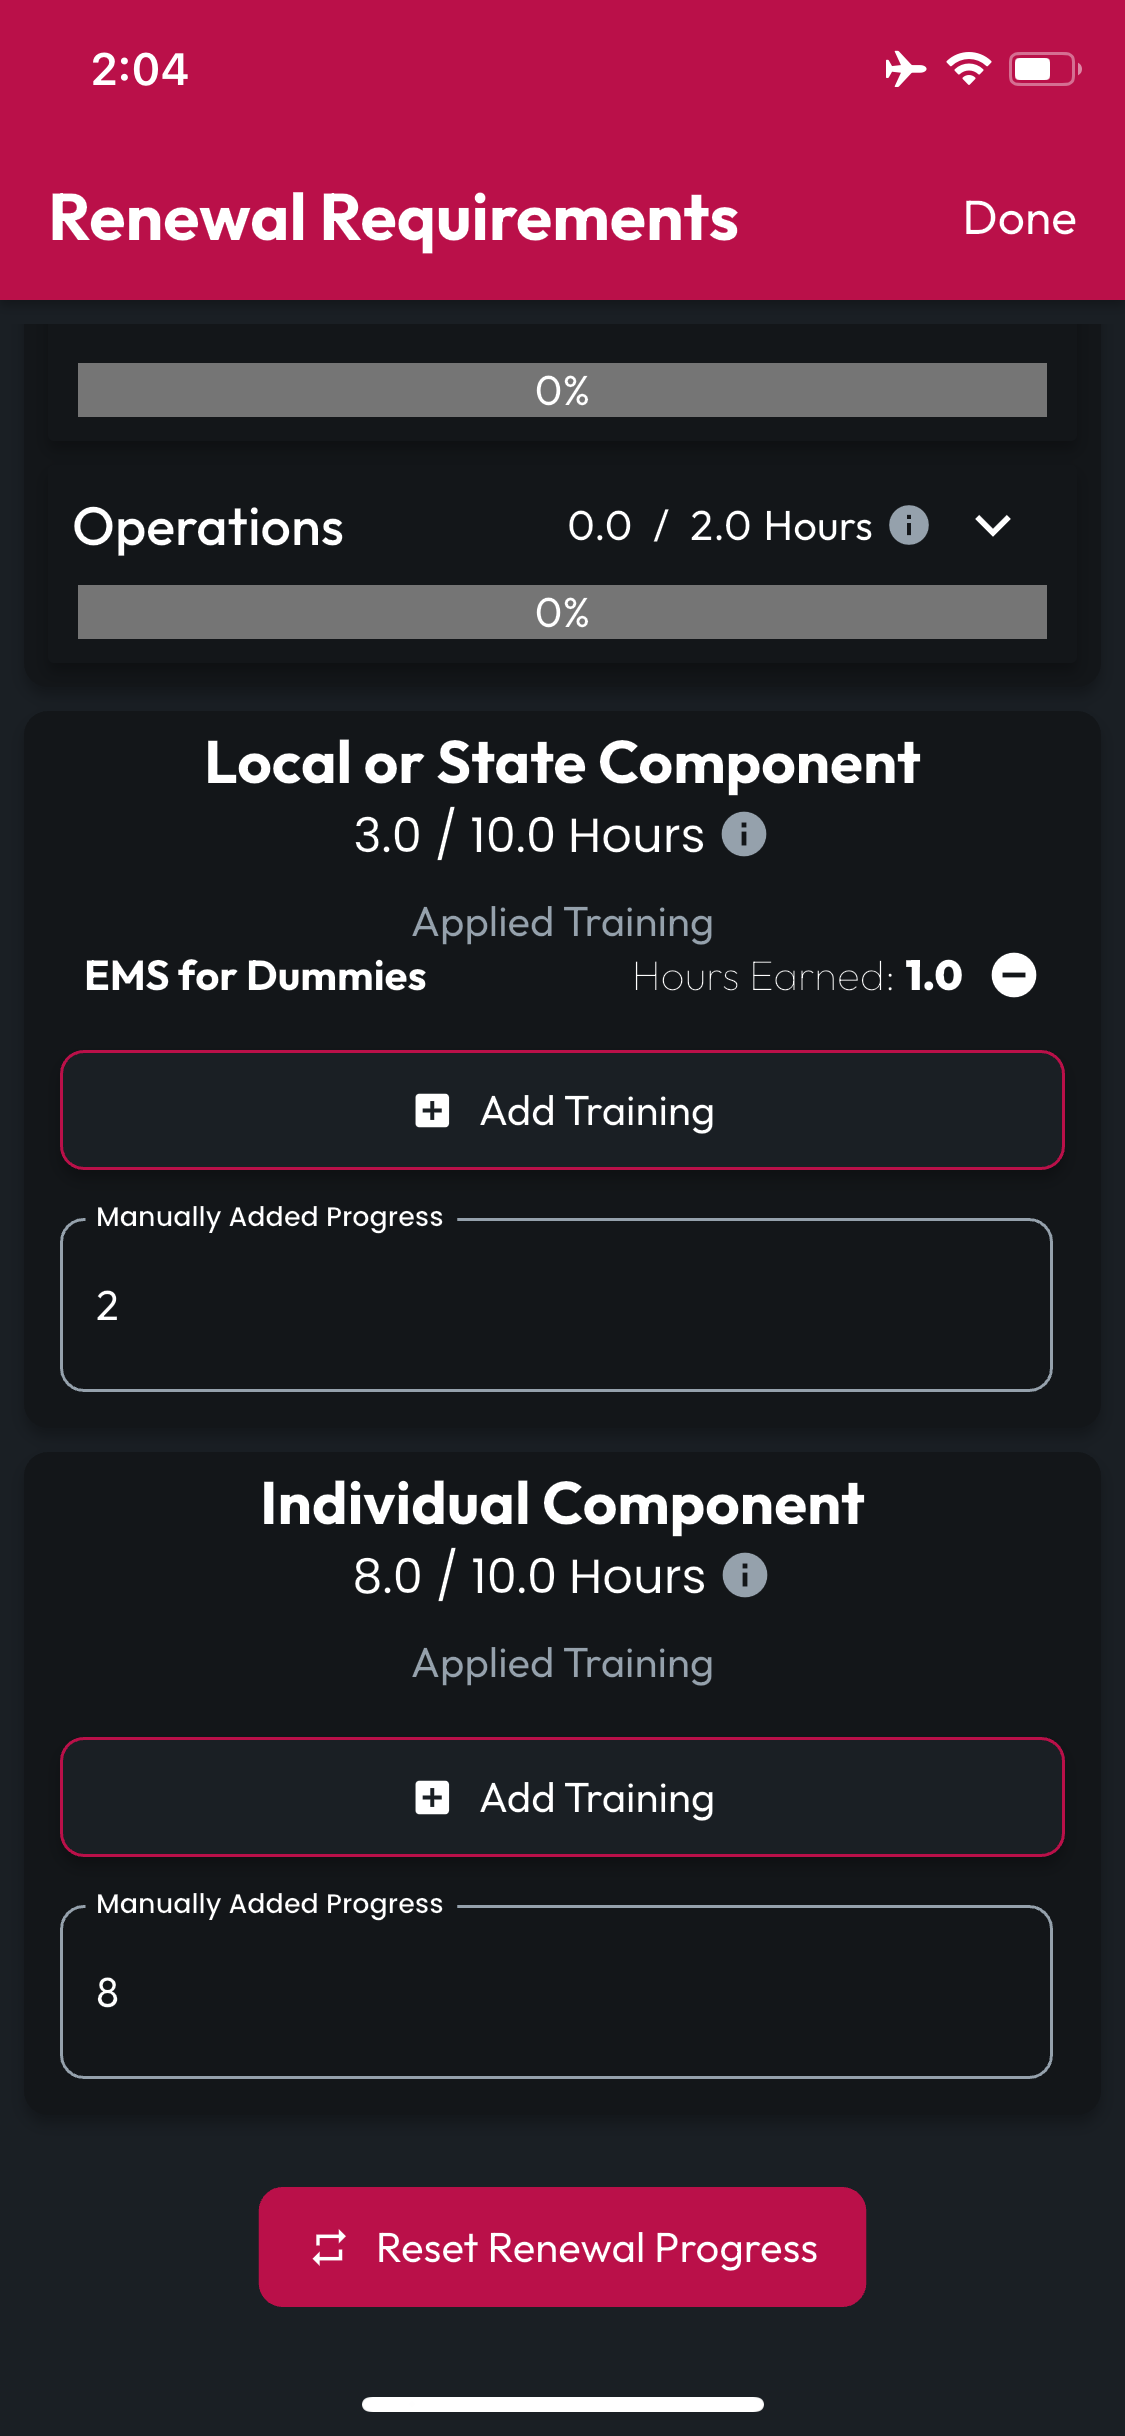 2:04
Renewal Requirements Done
0%
Operations 0.0 / 2.0 Hours
0%
Local or State Component
3.0 / 10.0 Hours
Applied Training
EMS for Dummies Hours Earned: 1.0
Add Training
Manually Added Progress
2
Individual Component
8.0 / 10.0 Hours
Applied Training
Add Training
Manually Added Progress
8
Reset Renewal Progress